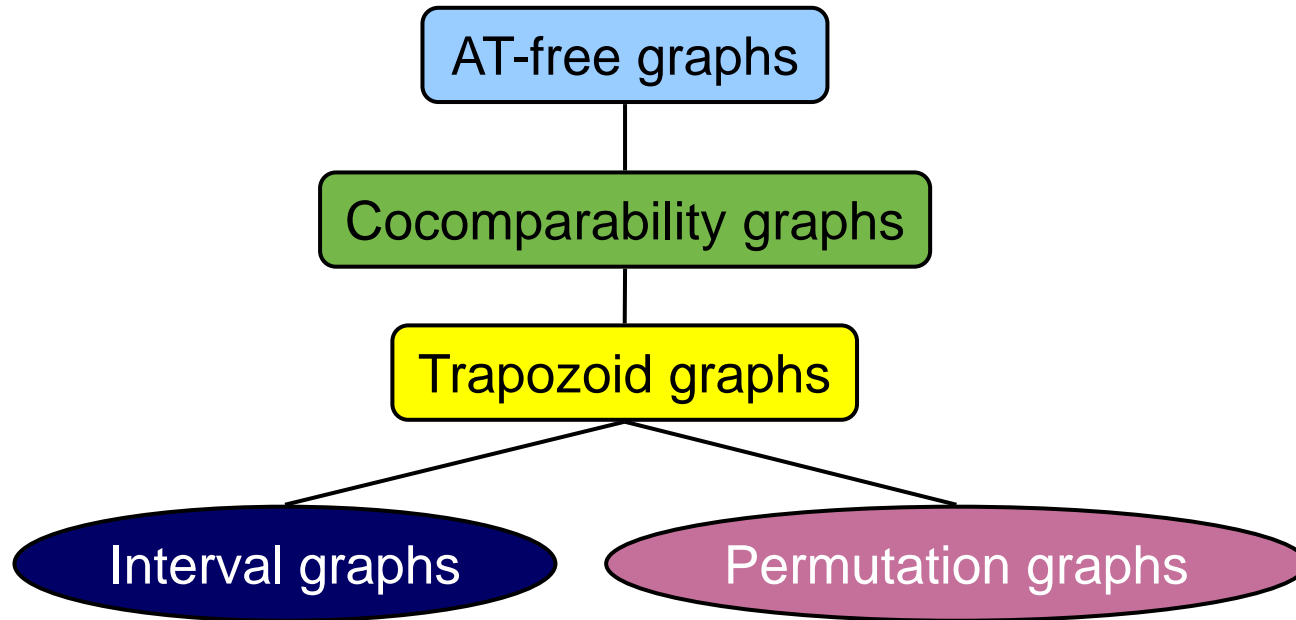 AT-free graphs
Cocomparability graphs
Trapozoid graphs
Interval graphs
Permutation graphs